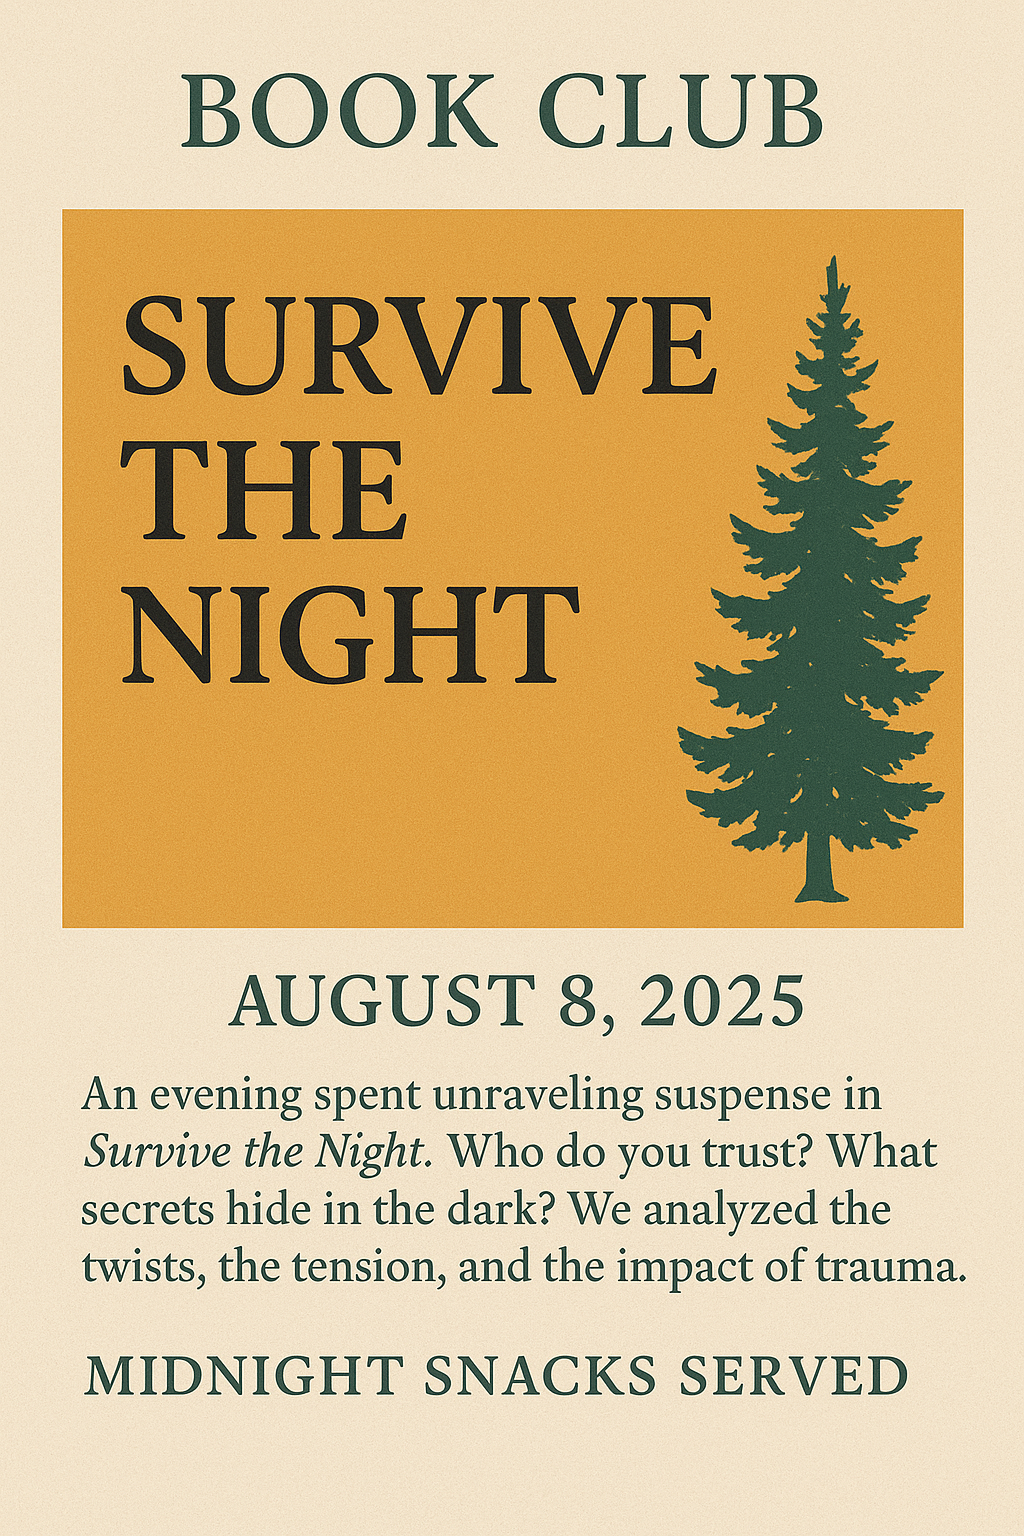 BOOK CLUB
SURVIVE
THE
NIGHT
AUGUST 8, 2025
An evening spent unraveling suspense in
Survive the Night. Who do you trust? What
secrets hide in the dark? We analyzed the
twists, the tension, and the impact of trauma.
MIDNIGHT SNACKS SERVED